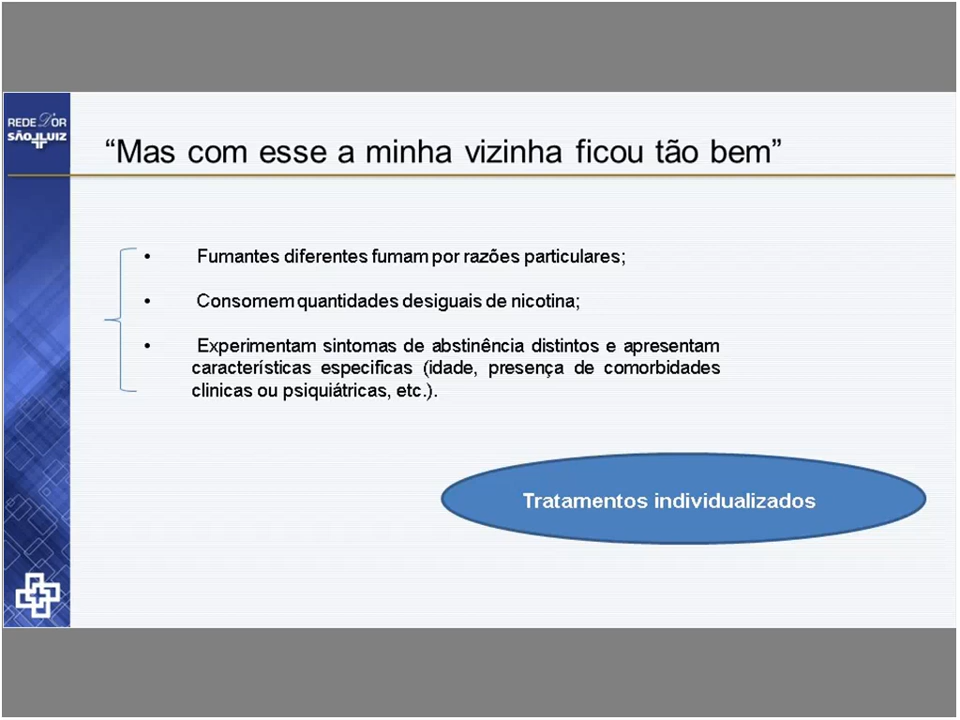 REDE D'OR
SÃO LUIZ
“Mas com esse a minha vizinha ficou tão bem”
• Fumantes diferentes fumam por razões particulares;
• Consomem quantidades desiguais de nicotina;
• Experimentam sintomas de abstinência distintos e apresentam
características especificas (idade, presença de comorbidades
clinicas ou psiquiátricas, etc.).
Tratamentos individualizados